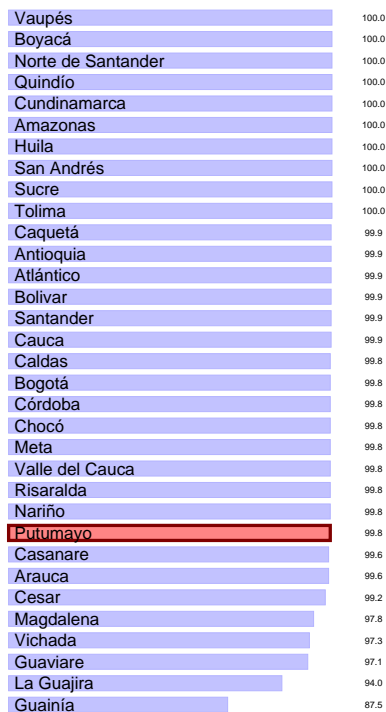 Vaupés 100.0
Boyacá 100.0
Norte de Santander 100.0
Quindío 100.0
Cundinamarca 100.0
Amazonas 100.0
Huila 100.0
San Andrés 100.0
Sucre 100.0
Tolima 100.0
Caquetá 99.9
Antioquia 99.9
Atlántico 99.9
Bolivar 99.9
Santander 99.9
Cauca 99.9
Caldas 99.8
Bogotá 99.8
Córdoba 99.8
Chocó 99.8
Meta 99.8
Valle del Cauca 99.8
Risaralda 99.8
Nariño 99.8
Putumayo 99.8
Casanare 99.6
Arauca 99.6
Cesar 99.2
Magdalena 97.8
Vichada 97.3
Guaviare 97.1
La Guajira 94.0
Guainía 87.5